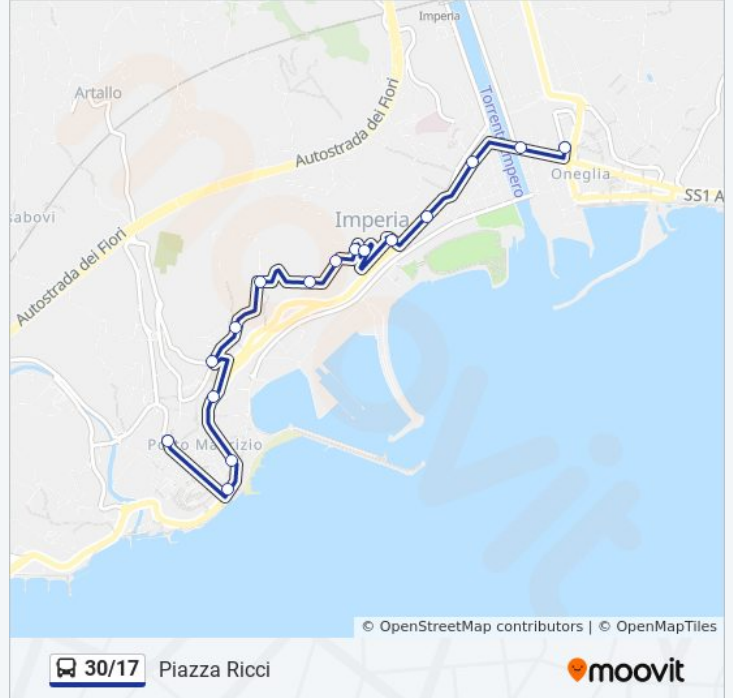 Imperia
Artallo
Autostrada dei Fiori
Torrente Impero
Oneglia
SS1 A
sabovi
Imperia
Autostrada dei Fiori
Porto Maurizio
moovit
© OpenStreetMap contributors | © OpenMapTiles
30/17 Piazza Ricci
moovit